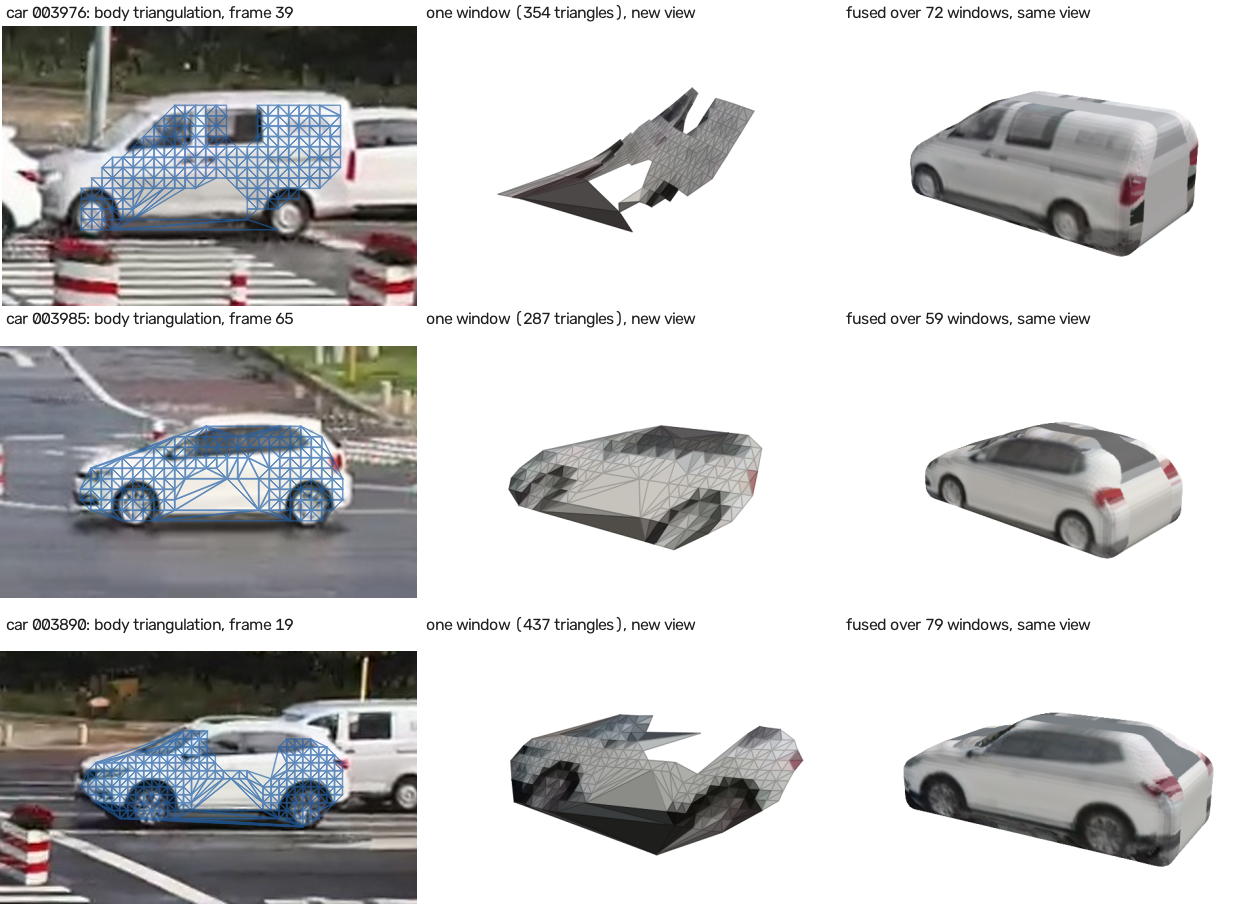 car 003976: body triangulation, frame 39
one window (354 triangles), new view
fused over 72 windows, same view
car 003985: body triangulation, frame 65
one window (287 triangles), new view
fused over 59 windows, same view
car 003890: body triangulation, frame 19
one window (437 triangles), new view
fused over 79 windows, same view